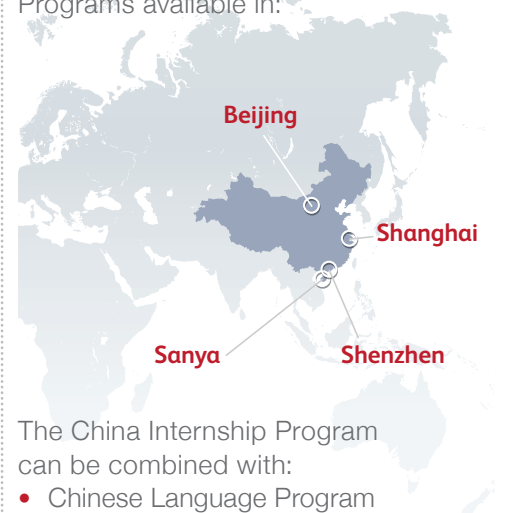 Programs available in:
Beijing
Shanghai
Sanya
Shenzhen
The China Internship Program
can be combined with:
• Chinese Language Program